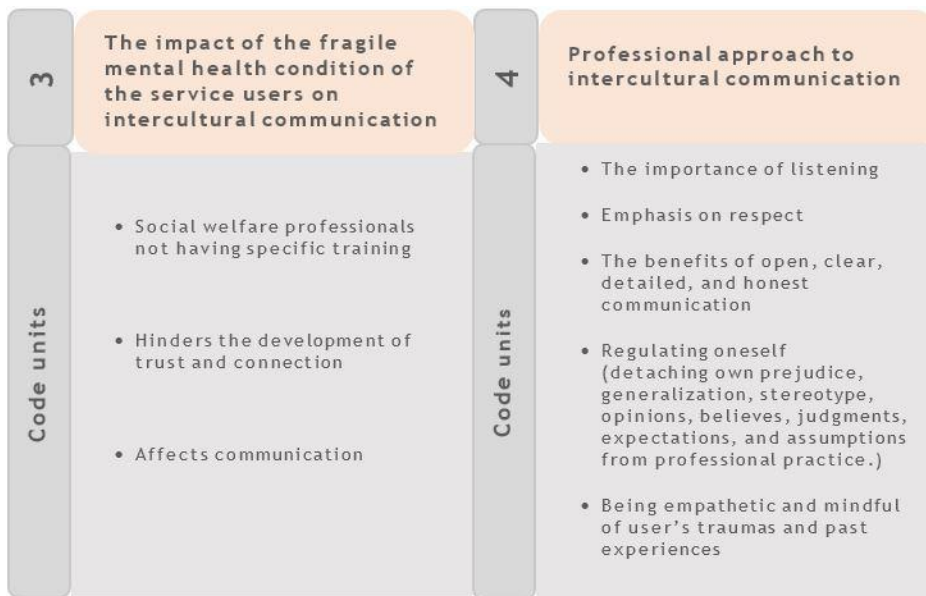 3
The impact of the fragile
mental health condition of
the service users on
intercultural communication
Code units
• Social welfare professionals
not having specific training
• Hinders the development of
trust and connection
• Affects communication
4
Professional approach to
intercultural communication
Code units
• The importance of listening
• Emphasis on respect
• The benefits of open, clear,
detailed, and honest
communication
• Regulating oneself
(detaching own prejudice,
generalization, stereotype,
opinions, believes, judgments,
expectations, and assumptions
from professional practice.)
• Being empathetic and mindful
of user's traumas and past
experiences